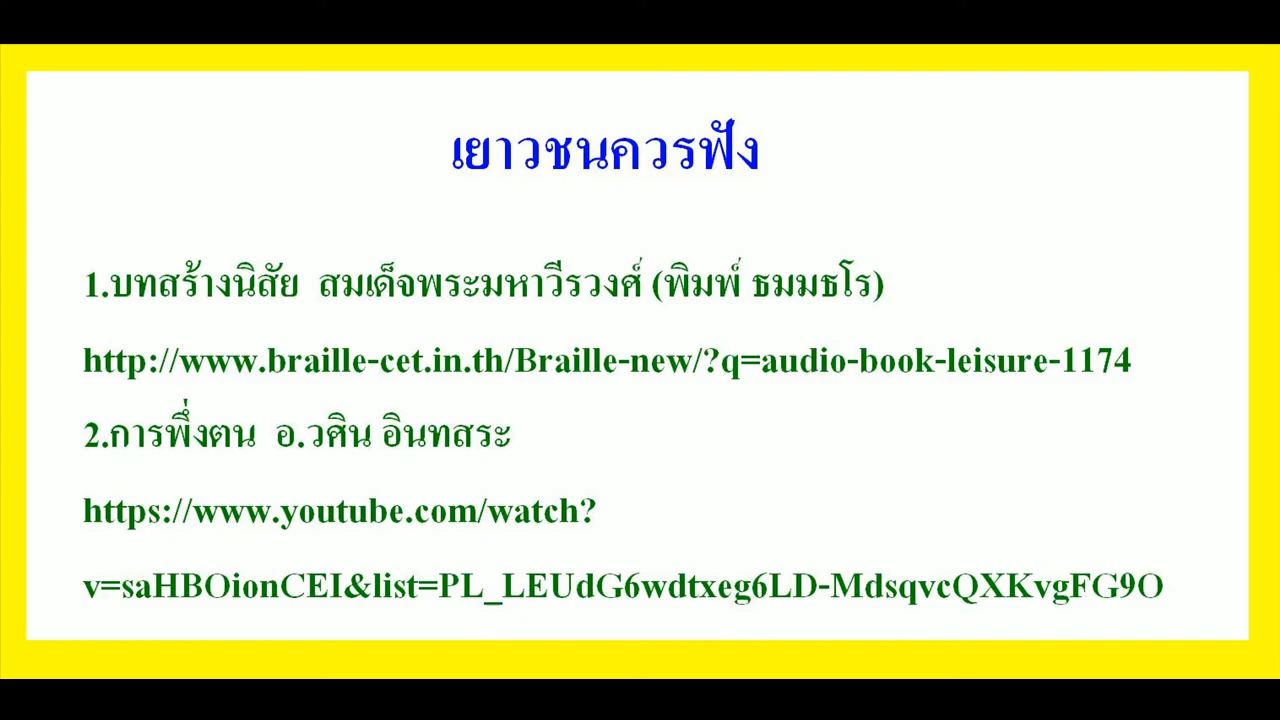 เยาวชนควรฟัง
1.บทสร้างนิสัย สมเด็จพระมหาวีรวงศ์ (พิมพ์ ธมมธโร)
http://www.braille-cet.in.th/Braille-new/?q=audio-book-leisure-1174
2.การพึ่งตน อ.วศิน อินทสระ
https://www.youtube.com/watch?
v=saHBOionCEI&list=PL_LEUdG6wdtxeg6LD-MdsqvcQXKvgFG9O